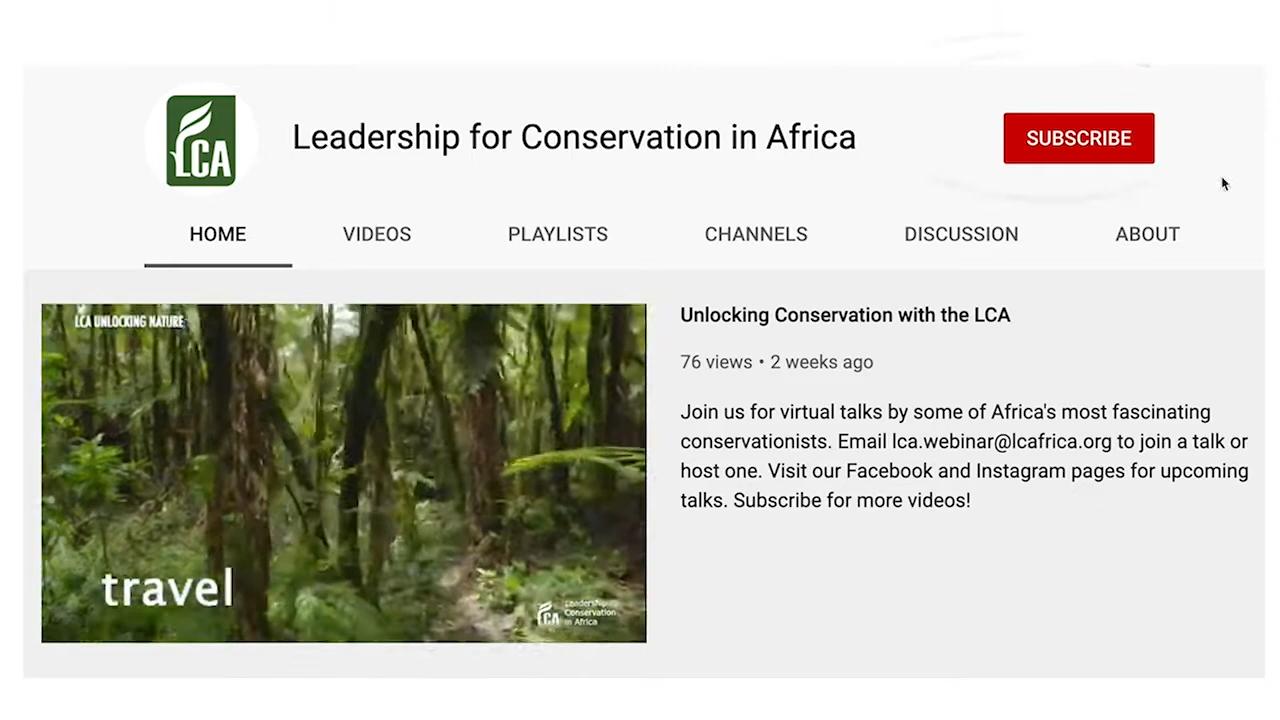 LCA
Leadership for Conservation in Africa
SUBSCRIBE
HOME VIDEOS PLAYLISTS CHANNELS DISCUSSION ABOUT
LCA UNLOCKING NATURE
travel
LCA
Leadership
Conservation
in Africa
Unlocking Conservation with the LCA
76 views • 2 weeks ago
Join us for virtual talks by some of Africa's most fascinating
conservationists. Email lca.webinar@lcafrica.org to join a talk or
host one. Visit our Facebook and Instagram pages for upcoming
talks. Subscribe for more videos!